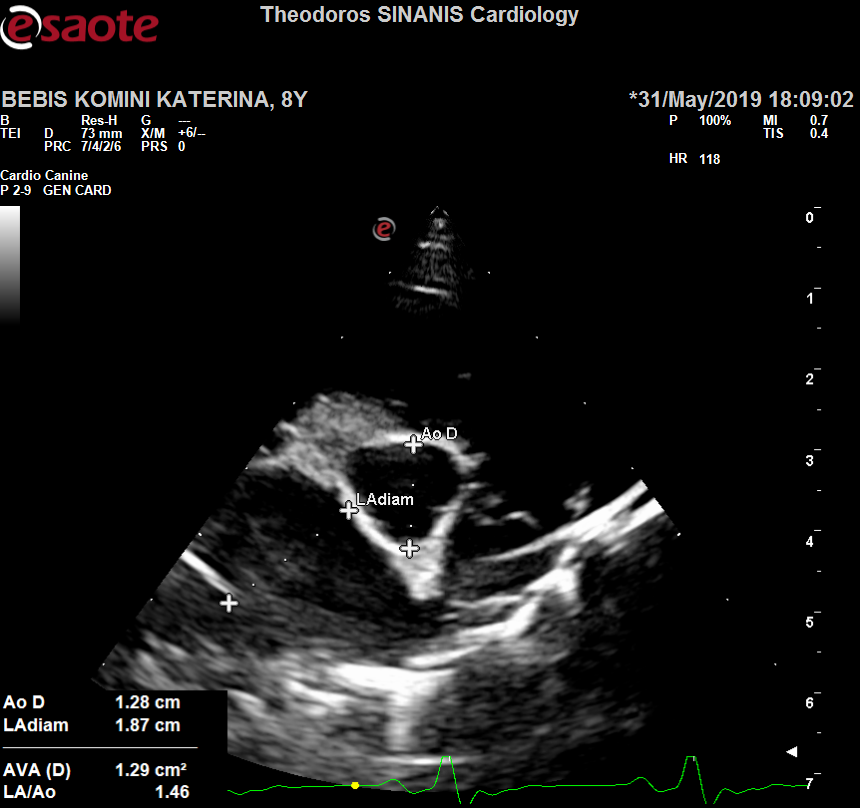 esaote
Theodoros SINANIS Cardiology
BEBIS KOMINI KATERINA, 8Y
*31/May/2019 18:09:02
B Res-H G ---
TEI D 73 mm X/M +6/--
PRC 7/4/2/6 PRS 0
P 100% MI 0.7
TIS 0.4
HR 118
Cardio Canine
P 2-9 GEN CARD
e
0
1
2
3
4
5
6
7
Ao D
LAdiam
Ao D 1.28 cm
LAdiam 1.87 cm
AVA (D) 1.29 cm²
LA/Ao 1.46